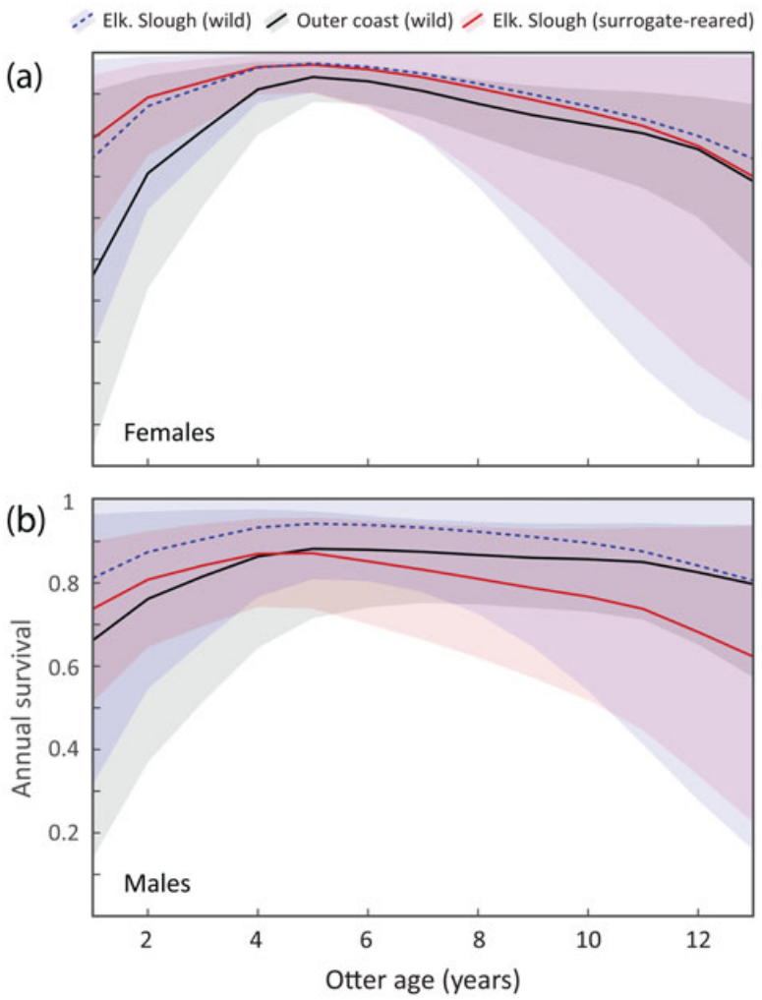 Elk. Slough (wild) Outer coast (wild) Elk. Slough (surrogate-reared)
(a)
Females
(b)
1
0.8
0.6
0.4
0.2
Annual survival
Males
2 4 6 8 10 12
Otter age (years)